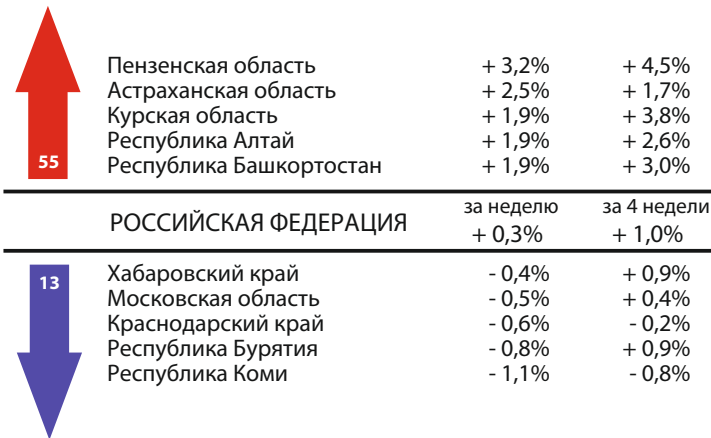 Пензенская область + 3,2% + 4,5%
Астраханская область + 2,5% + 1,7%
Курская область + 1,9% + 3,8%
Республика Алтай + 1,9% + 2,6%
55 Республика Башкортостан + 1,9% + 3,0%
за неделю за 4 недели
РОССИЙСКАЯ ФЕДЕРАЦИЯ + 0,3% + 1,0%
13 Хабаровский край - 0,4% + 0,9%
Московская область - 0,5% + 0,4%
Краснодарский край - 0,6% - 0,2%
Республика Бурятия - 0,8% + 0,9%
Республика Коми - 1,1% - 0,8%